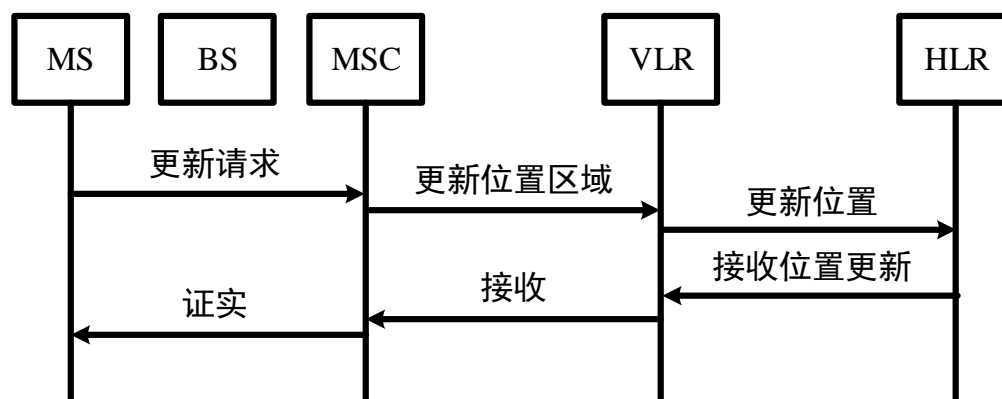 MS
BS
MSC
VLR
HLR
更新请求
更新位置区域
更新位置
接收位置更新
接收
证实